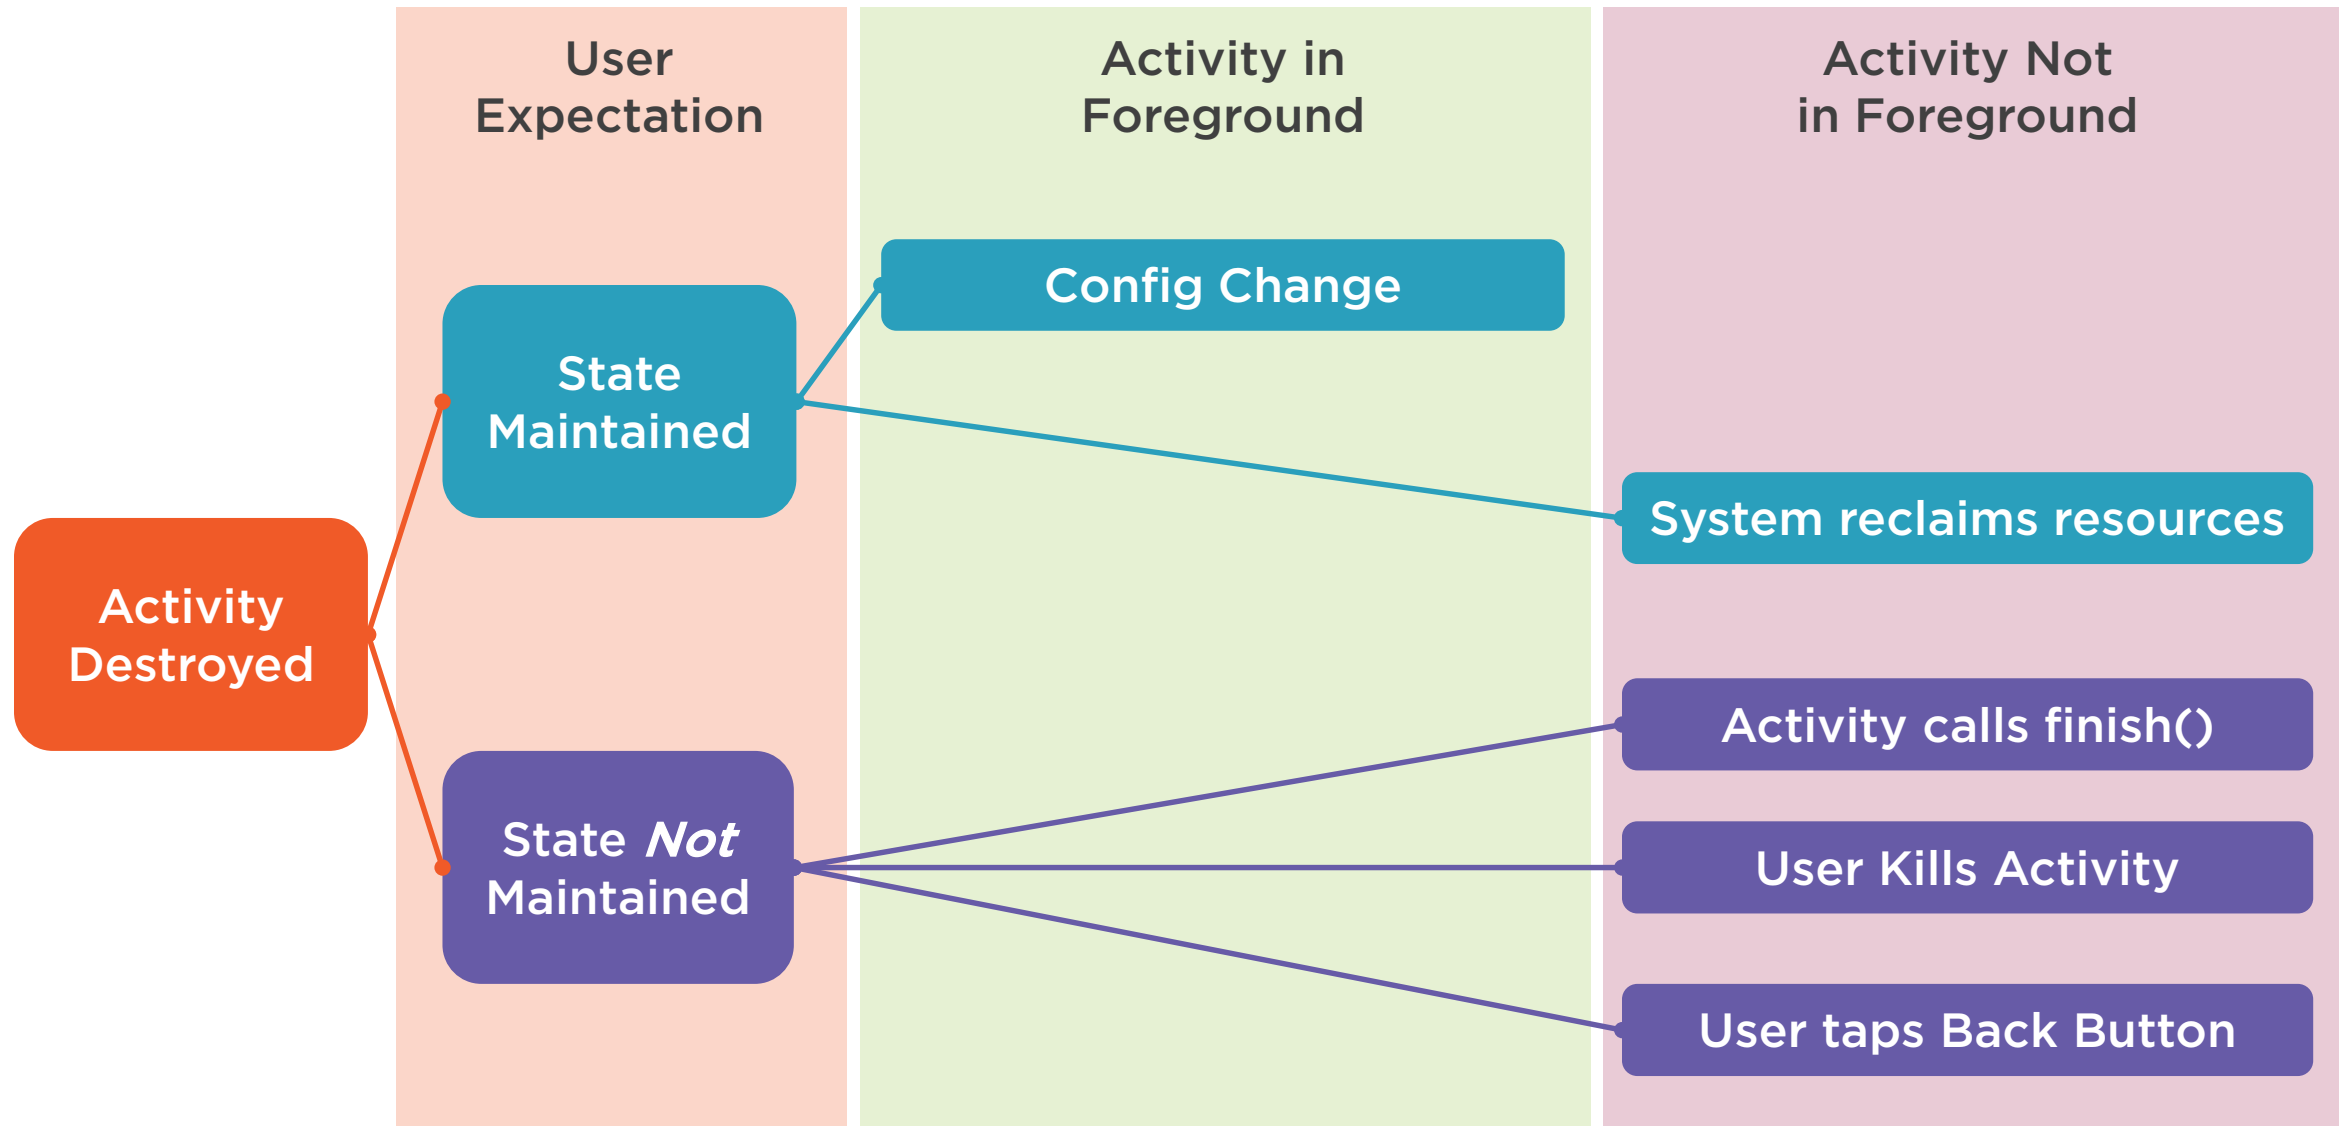 User
Expectation
Activity in
Foreground
Activity Not
in Foreground
Config Change
State
Maintained
System reclaims resources
Activity
Destroyed
Activity calls finish()
State Not
Maintained
User Kills Activity
User taps Back Button